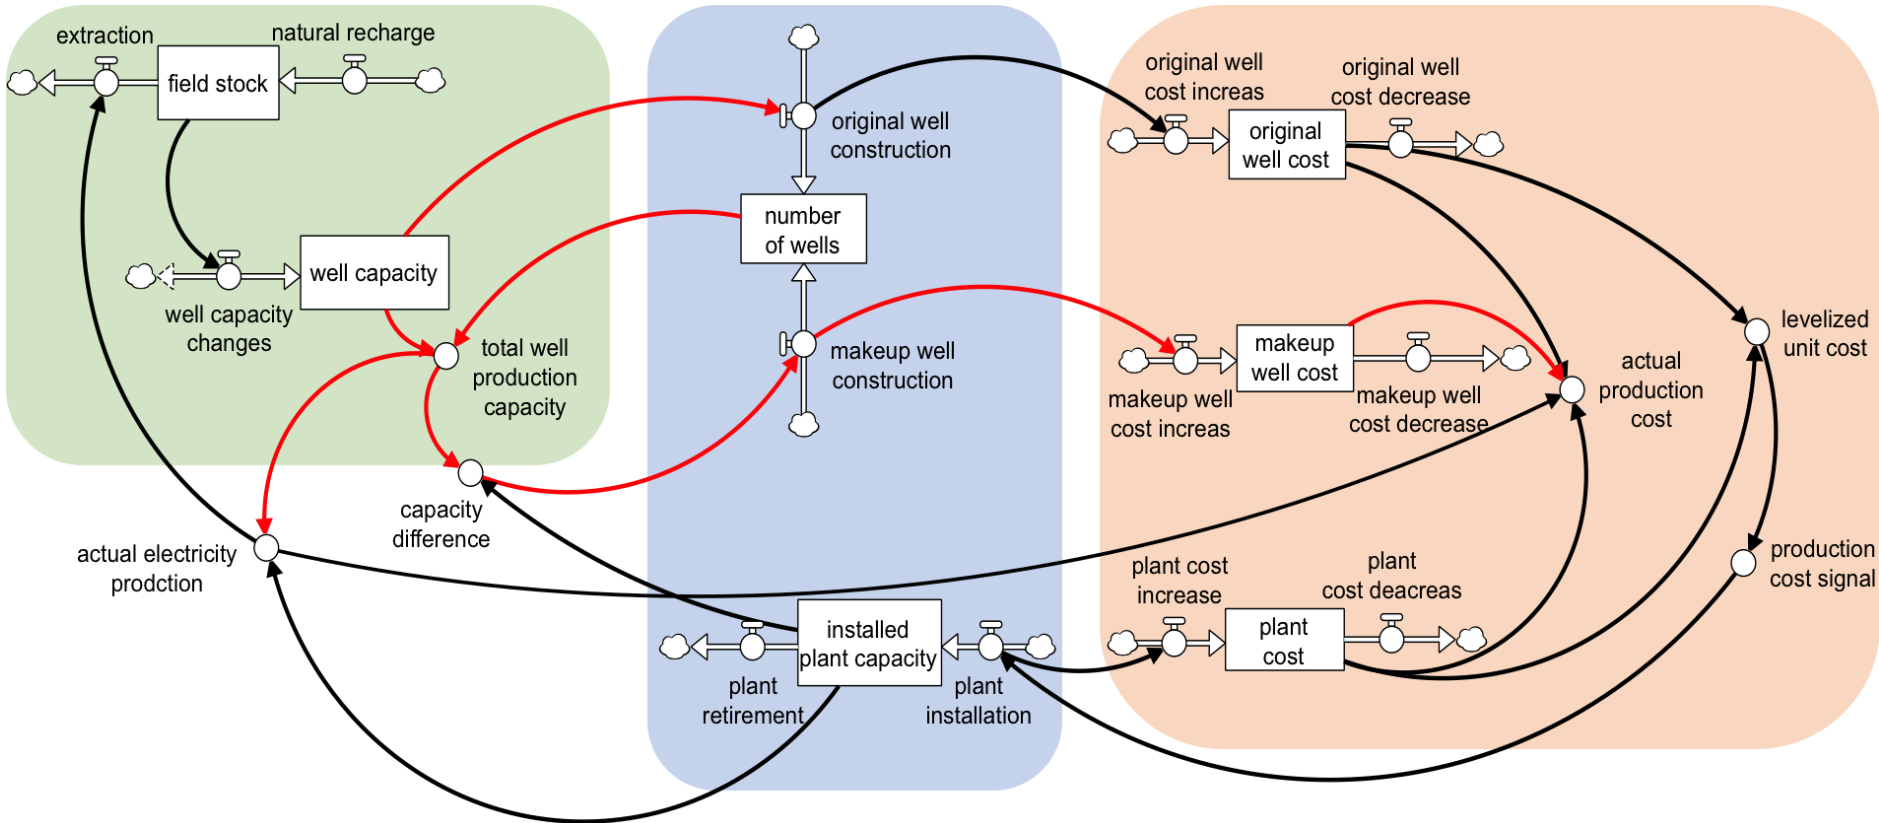 extraction
natural recharge
field stock
well capacity
well capacity
changes
total well
production
capacity
capacity
difference
actual electricity
prodction
original well
construction
number
of wells
makeup well
construction
installed
plant capacity
plant
retirement
plant
installation
original well
cost increas
original well
cost decrease
original
well cost
makeup
well cost
makeup well
cost increas
makeup well
cost decrease
actual
production
cost
levelized
unit cost
production
cost signal
plant cost
increase
plant
cost deacreas
plant
cost